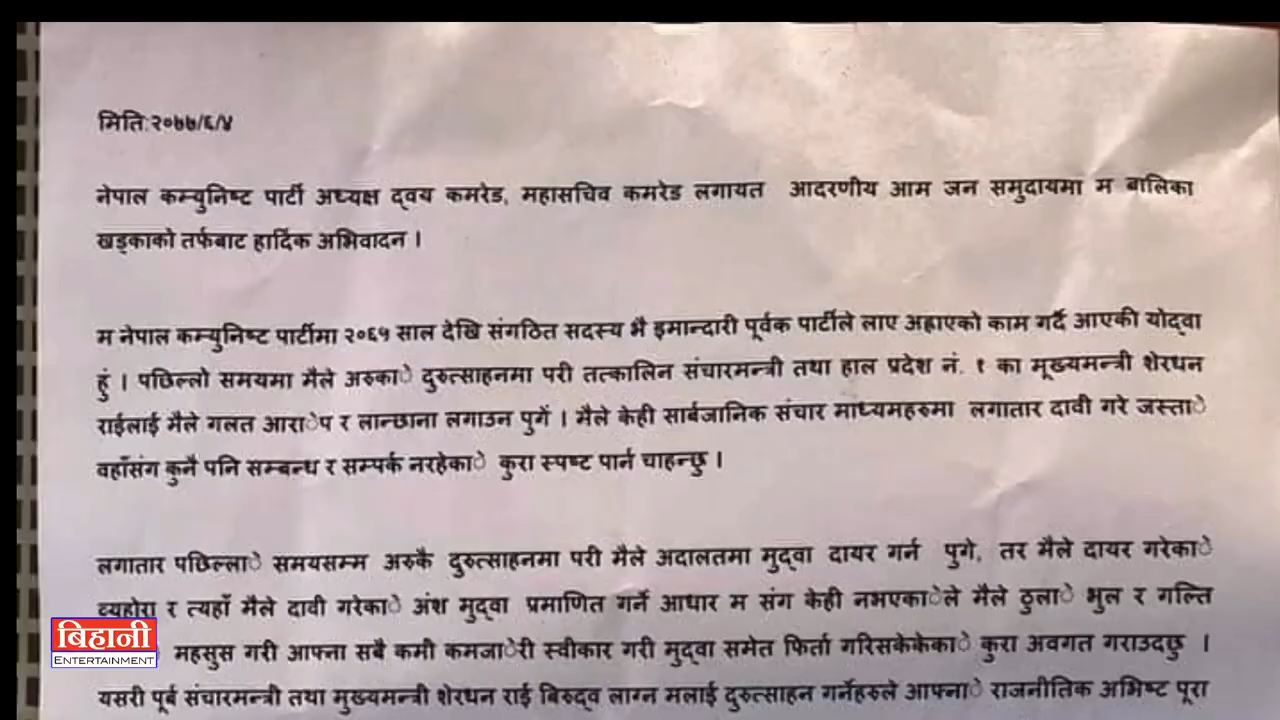 मिति:२०७७/६/४
नेपाल कम्युनिष्ट पार्टी अध्यक्ष द्वय कमरेड, महासचिव कमरेड लगायत आदरणीय आम जन समुदायमा म बालिका
खड्काको तर्फबाट हार्दिक अभिवादन ।
म नेपाल कम्युनिष्ट पार्टीमा २०६५ साल देखि संगठित सदस्य भै इमान्दारी पूर्वक पार्टीले लाए अह्राएको काम गर्दै आएकी योद्वा
हुं । पछिल्लो समयमा मैले अरुकाे दुरुत्साहनमा परी तत्कालिन संचारमन्त्री तथा हाल प्रदेश नं. १ का मूख्यमन्त्री शेरधन
राईलाई मैले गलत आराेप र लान्छाना लगाउन पुगें । मैले केही सार्बजानिक संचार माध्यमहरुमा लगातार दावी गरे जस्ताे
वहाँसंग कुनै पनि सम्बन्ध र सम्पर्क नरहेकाे कुरा स्पष्ट पार्न चाहन्छु ।
लगातार पछिल्लाे समयसम्म अरुकै दुरुत्साहनमा परी मैले अदालतमा मुद्वा दायर गर्न पुगे, तर मैले दायर गरेकाे
व्यहोरा र त्यहाँ मैले दावी गरेकाे अंश मुद्वा प्रमाणित गर्ने आधार म संग केही नभएकाेले मैले ठुलाे भुल र गल्ति
महसुस गरी आफ्ना सबै कमी कमजाेरी स्वीकार गरी मुद्वा समेत फिर्ता गरिसकेकेकाे कुरा अवगत गराउदछु ।
यसरी पूर्ब संचारमन्त्री तथा मुख्यमन्त्री शेरधन राई बिरुद्व लाग्न मलाई दुरुत्साहन गर्नेहरुले आफ्नाे राजनीतिक अभिष्ट पूरा
बिहानी
ENTERTAINMENT